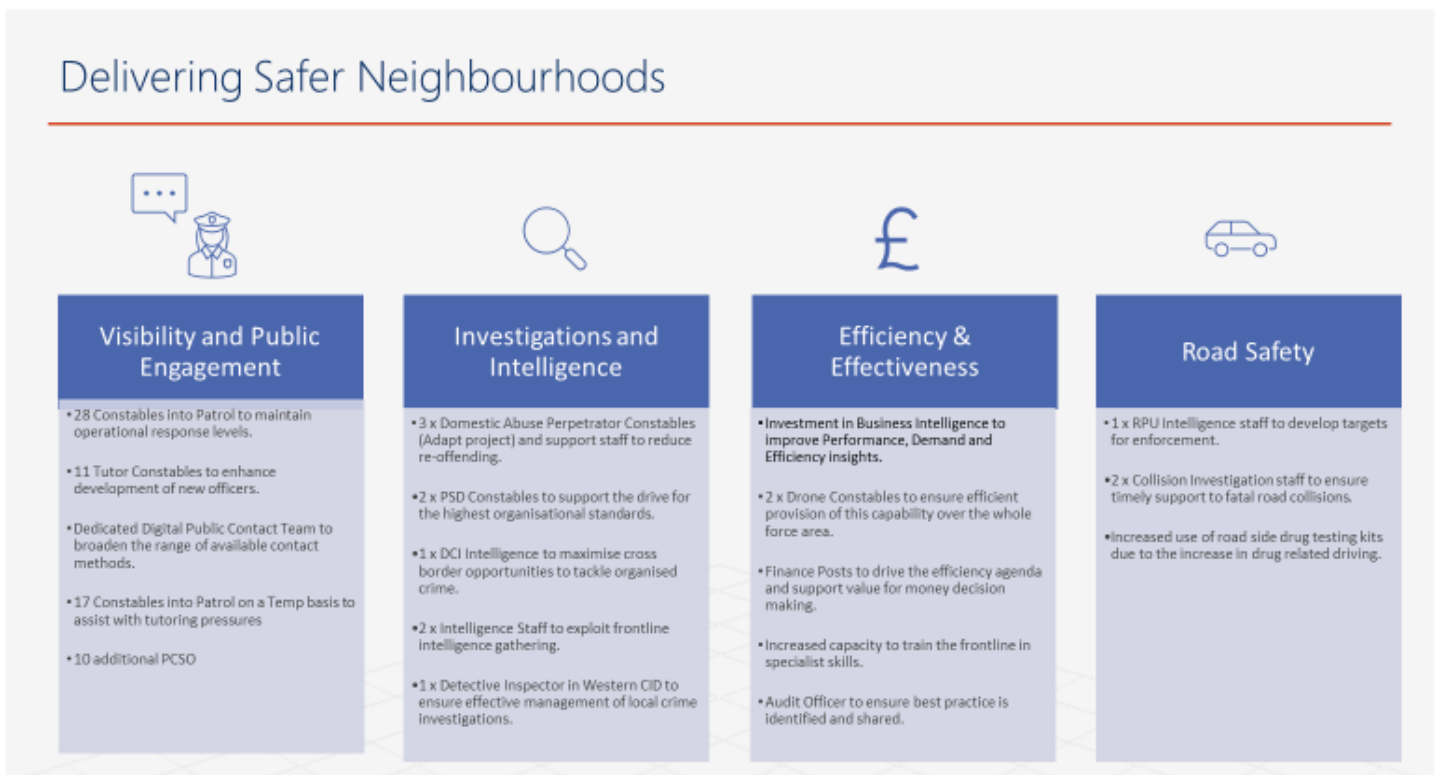 Delivering Safer Neighbourhoods
£
Visibility and Public
Engagement
•28 Constables into Patrol to maintain
operational response levels.
•11 Tutor Constables to enhance
development of new officers.
•Dedicated Digital Public Contact Team to
broaden the range of available contact
methods.
•17 Constables into Patrol on a Temp basis to
assist with tutoring pressures
•10 additional PCSO
Investigations and
Intelligence
•3 x Domestic Abuse Perpetrator Constables
(Adapt project) and support staff to reduce
re-offending.
•2 x PSD Constables to support the drive for
the highest organisational standards.
•1 x DCI Intelligence to maximise cross
border opportunities to tackle organised
crime.
•2 x Intelligence Staff to exploit frontline
intelligence gathering.
•1 x Detective Inspector in Western CID to
ensure effective management of local crime
investigations.
Efficiency &
Effectiveness
•Investment in Business Intelligence to
improve Performance, Demand and
Efficiency insights.
•2 x Drone Constables to ensure efficient
provision of this capability over the whole
force area.
•Finance Posts to drive the efficiency agenda
and support value for money decision
making.
•Increased capacity to train the frontline in
specialist skills.
•Audit Officer to ensure best practice is
identified and shared.
Road Safety
•1 x RPU Intelligence staff to develop targets
for enforcement.
•2 x Collision Investigation staff to ensure
timely support to fatal road collisions.
•Increased use of road side drug testing kits
due to the increase in drug related driving.